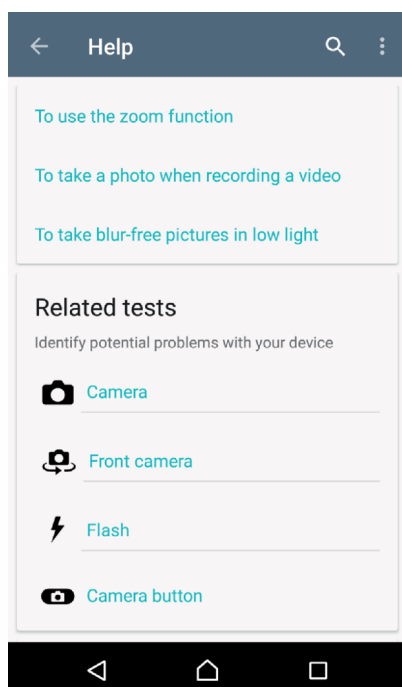 Help
To use the zoom function
To take a photo when recording a video
To take blur-free pictures in low light
Related tests
Identify potential problems with your device
Camera
Front camera
Flash
Camera button